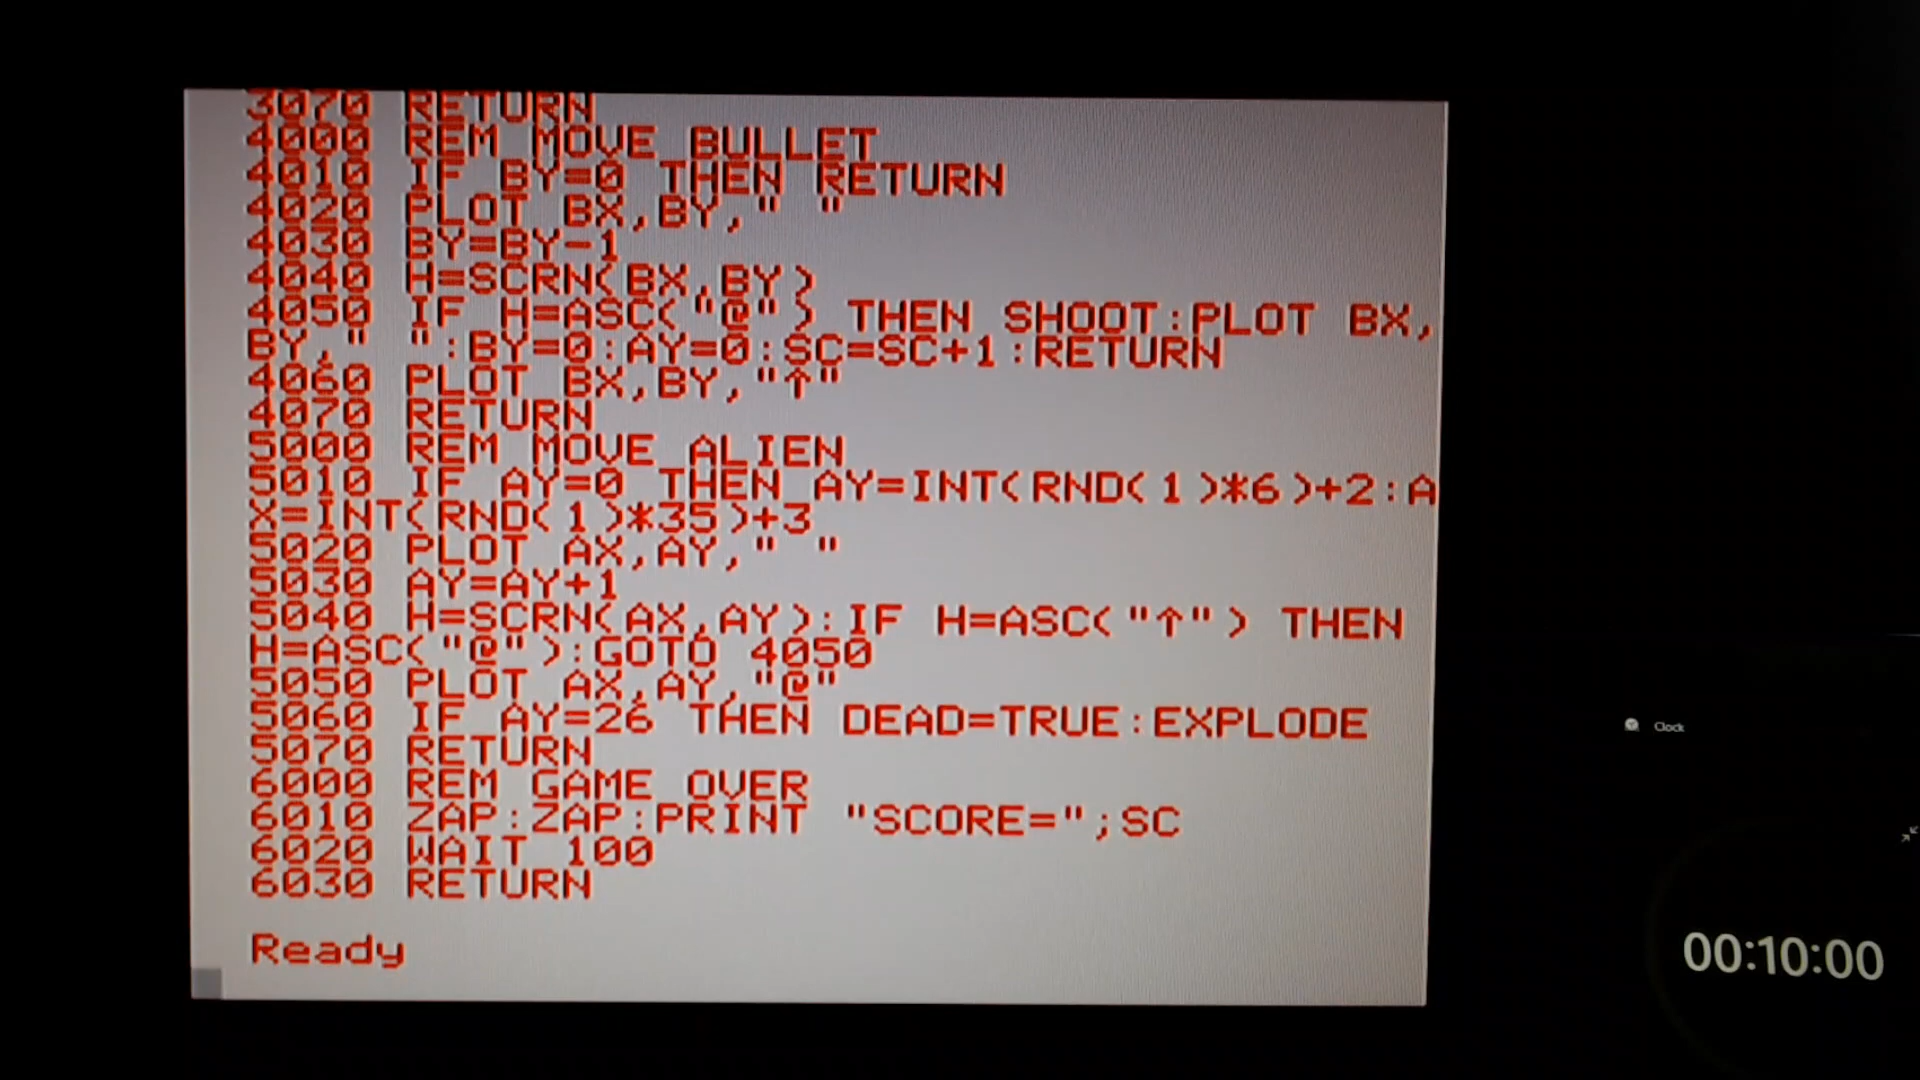 3070 RETURN
4000 REM MOVE BULLET
4010 IF BY=0 THEN RETURN
4020 PLOT BX,BY," "
4030 BY=BY-1
4040 H=SCRN(BX,BY)
4050 IF H=ASC("@") THEN SHOOT:PLOT BX,
BY," ":BY=0:AY=0:SC=SC+1:RETURN
4060 PLOT BX,BY,"↑"
4070 RETURN
5000 REM MOVE ALIEN
5010 IF AY=0 THEN AY=INT(RND(1)*6)+2:A
X=INT(RND(1)*35)+3
5020 PLOT AX,AY," "
5030 AY=AY+1
5040 H=SCRN(AX,AY):IF H=ASC("↑") THEN
H=ASC("@"):GOTO 4050
5050 PLOT AX,AY,"@"
5060 IF AY=26 THEN DEAD=TRUE:EXPLODE
5070 RETURN
6000 REM GAME OVER
6010 ZAP:ZAP:PRINT "SCORE=";SC
6020 WAIT 100
6030 RETURN
Ready
Clock
00:10:00